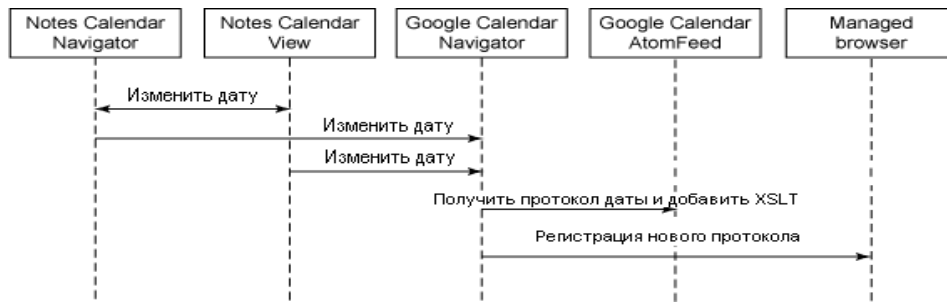 Notes Calendar
Navigator
Notes Calendar
View
Google Calendar
Navigator
Google Calendar
AtomFeed
Managed
browser
Изменить дату
Изменить дату
Изменить дату
Получить протокол даты и добавить XSLT
Регистрация нового протокола